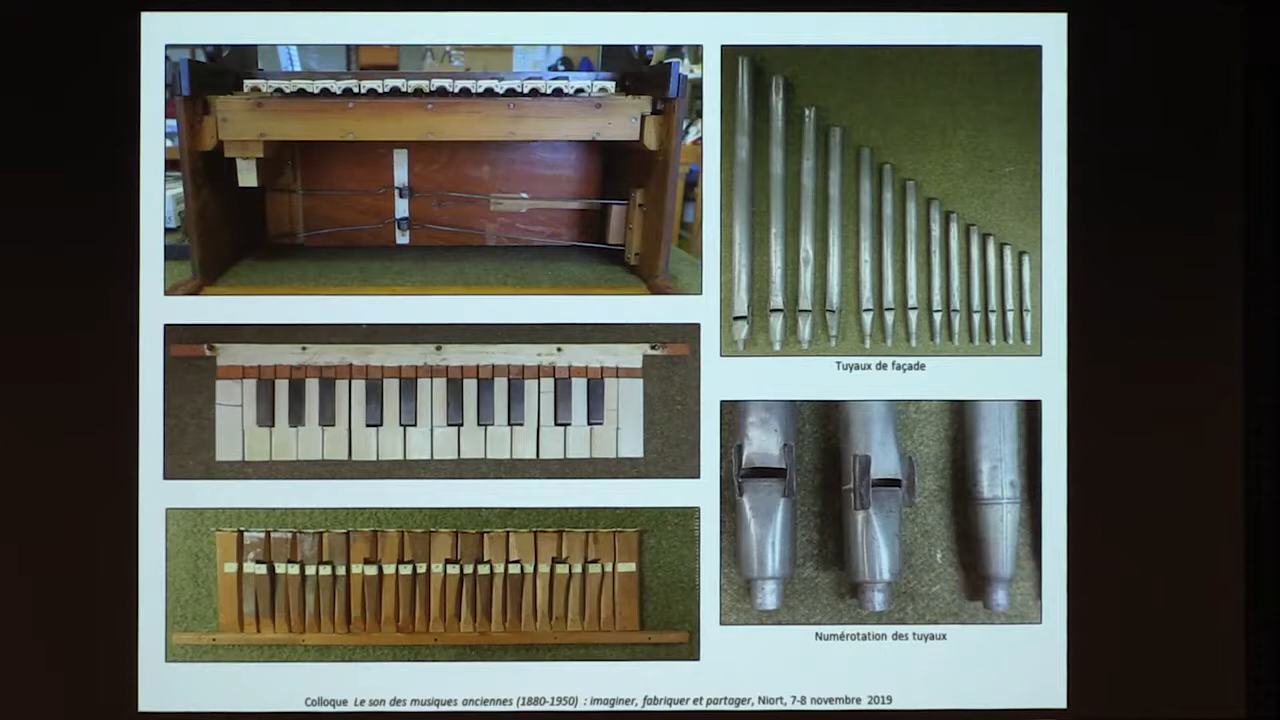 Tuyaux de façade
Numérotation des tuyaux
Colloque Le son des musiques anciennes (1880-1950) : imaginer, fabriquer et partager, Niort, 7-8 novembre 2019